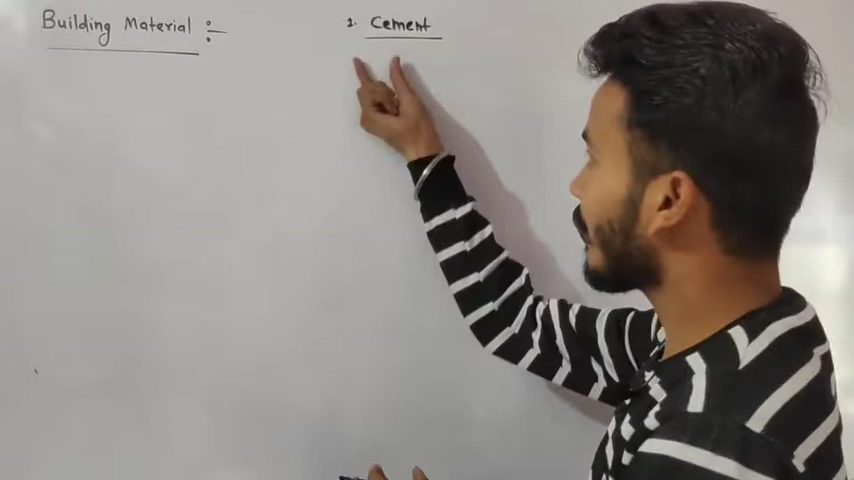 Building Material :-
1. Cement